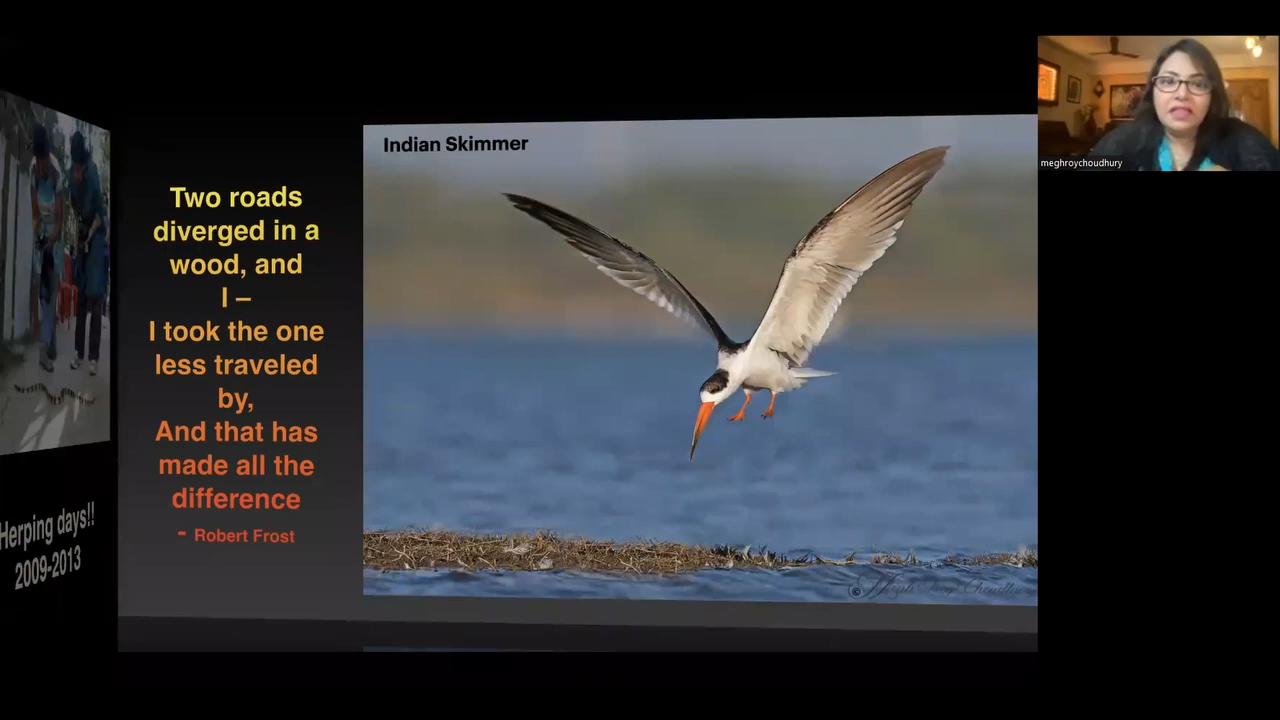 Indian Skimmer
meghroychoudhury
Two roads
diverged in a
wood, and
I –
I took the one
less traveled
by,
And that has
made all the
difference
- Robert Frost
Herping days!!
2009-2013